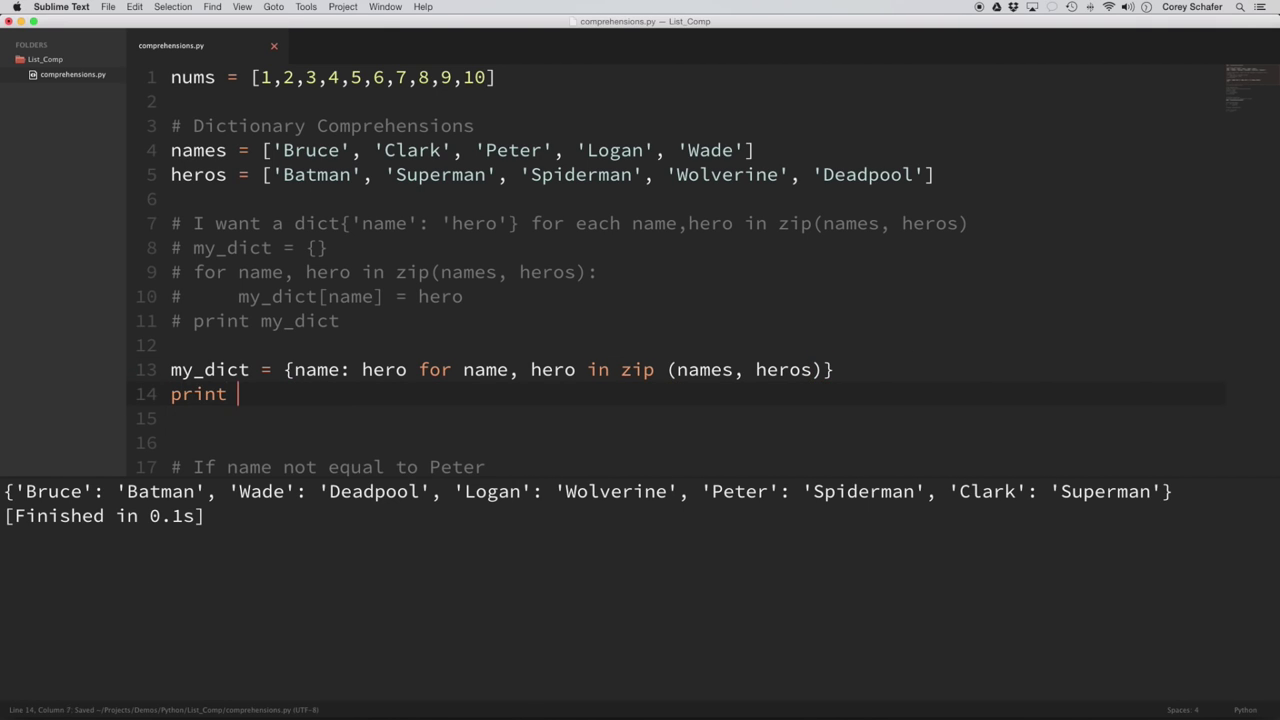 Sublime Text File Edit Selection Find View Goto Tools Project Window Help Corey Schafer
comprehensions.py — List_Comp
FOLDERS
List_Comp
comprehensions.py
comprehensions.py
1 nums = [1,2,3,4,5,6,7,8,9,10]
2
3 # Dictionary Comprehensions
4 names = ['Bruce', 'Clark', 'Peter', 'Logan', 'Wade']
5 heros = ['Batman', 'Superman', 'Spiderman', 'Wolverine', 'Deadpool']
6
7 # I want a dict{'name': 'hero'} for each name,hero in zip(names, heros)
8 # my_dict = {}
9 # for name, hero in zip(names, heros):
10 #     my_dict[name] = hero
11 # print my_dict
12
13 my_dict = {name: hero for name, hero in zip (names, heros)}
14 print
15
16
17 # If name not equal to Peter
{'Bruce': 'Batman', 'Wade': 'Deadpool', 'Logan': 'Wolverine', 'Peter': 'Spiderman', 'Clark': 'Superman'}
[Finished in 0.1s]
Line 14, Column 7; Saved ~/Projects/Demos/Python/List_Comp/comprehensions.py (UTF-8) Spaces: 4 Python